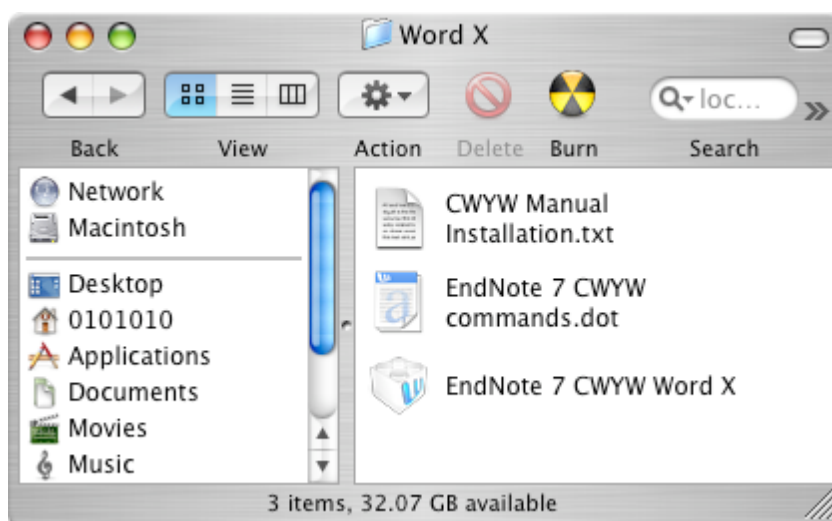 Word X
loc...
Back View Action Delete Burn Search
Network
Macintosh
Desktop
0101010
Applications
Documents
Movies
Music
CWYW Manual
Installation.txt
EndNote 7 CWYW
commands.dot
EndNote 7 CWYW Word X
3 items, 32.07 GB available